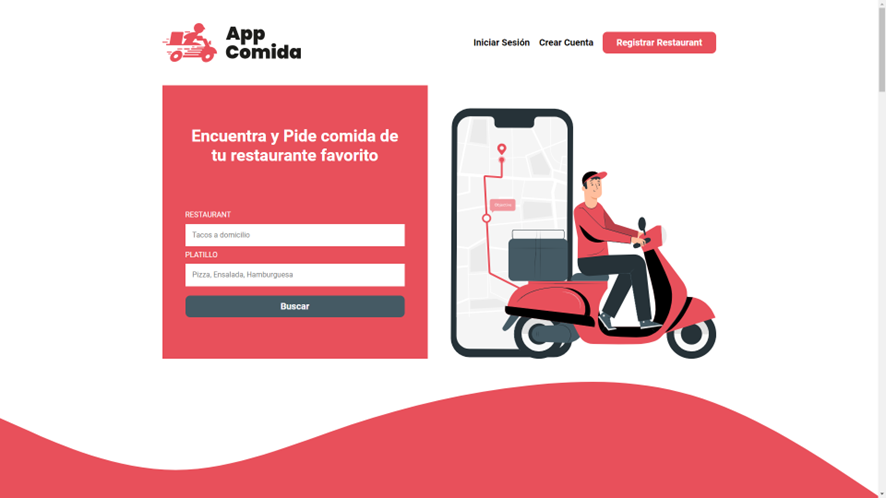 App
Comida
Iniciar Sesión
Crear Cuenta
Registrar Restaurant
Encuentra y Pide comida de
tu restaurante favorito
RESTAURANT
Tacos a domicilio
PLATILLO
Pizza, Ensalada, Hamburguesa
Buscar